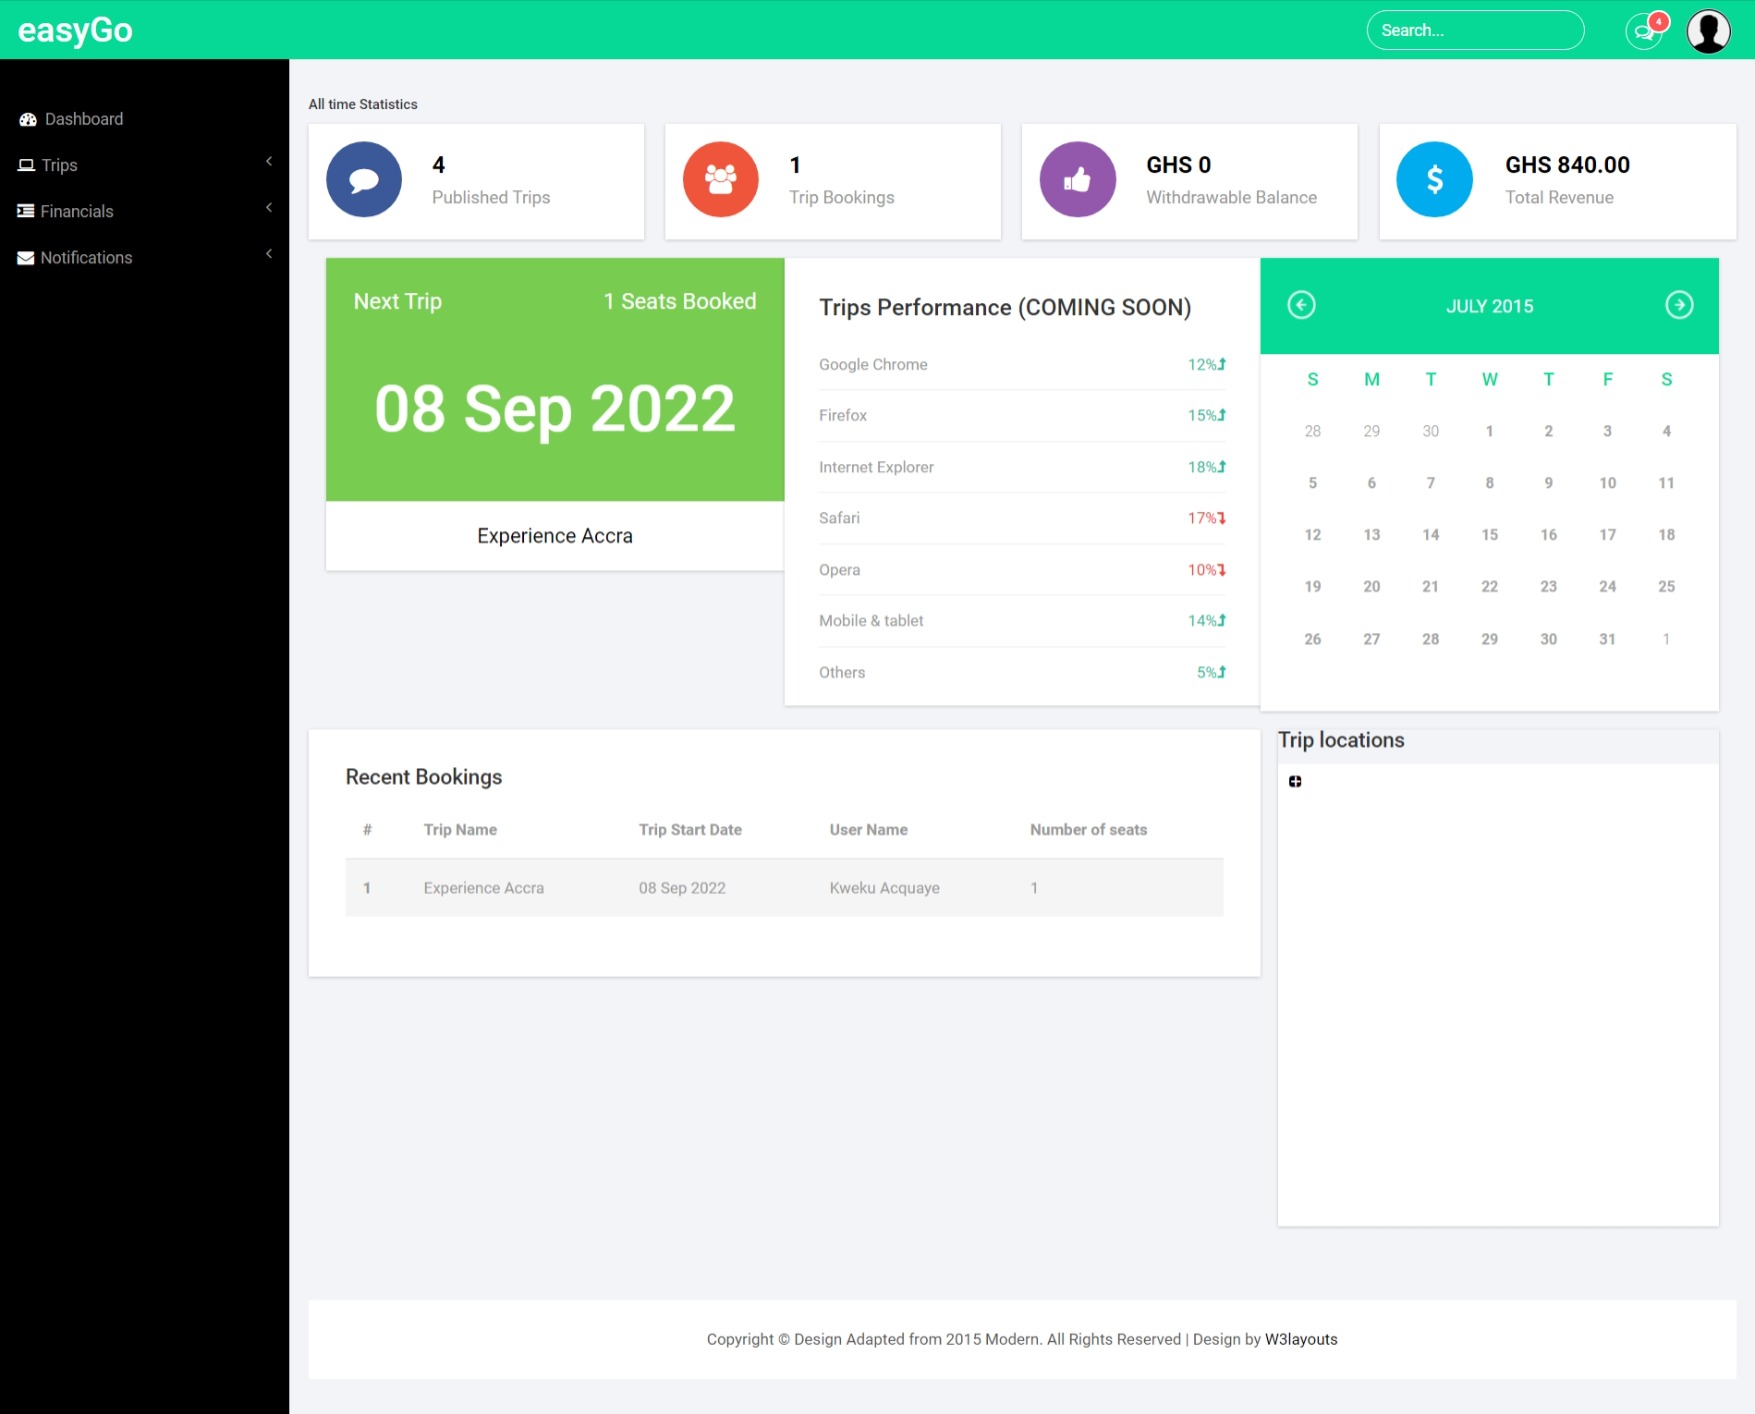 easyGo
Search...
4
Dashboard
Trips
Financials
Notifications
All time Statistics
4
Published Trips
1
Trip Bookings
GHS 0
Withdrawable Balance
$
GHS 840.00
Total Revenue
Next Trip 1 Seats Booked
08 Sep 2022
Experience Accra
Trips Performance (COMING SOON)
Google Chrome 12%
Firefox 15%
Internet Explorer 18%
Safari 17%
Opera 10%
Mobile & tablet 14%
Others 5%
JULY 2015
S M T W T F S
28 29 30 1 2 3 4
5 6 7 8 9 10 11
12 13 14 15 16 17 18
19 20 21 22 23 24 25
26 27 28 29 30 31 1
Recent Bookings
# Trip Name Trip Start Date User Name Number of seats
1 Experience Accra 08 Sep 2022 Kweku Acquaye 1
Trip locations
Copyright © Design Adapted from 2015 Modern. All Rights Reserved | Design by W3layouts